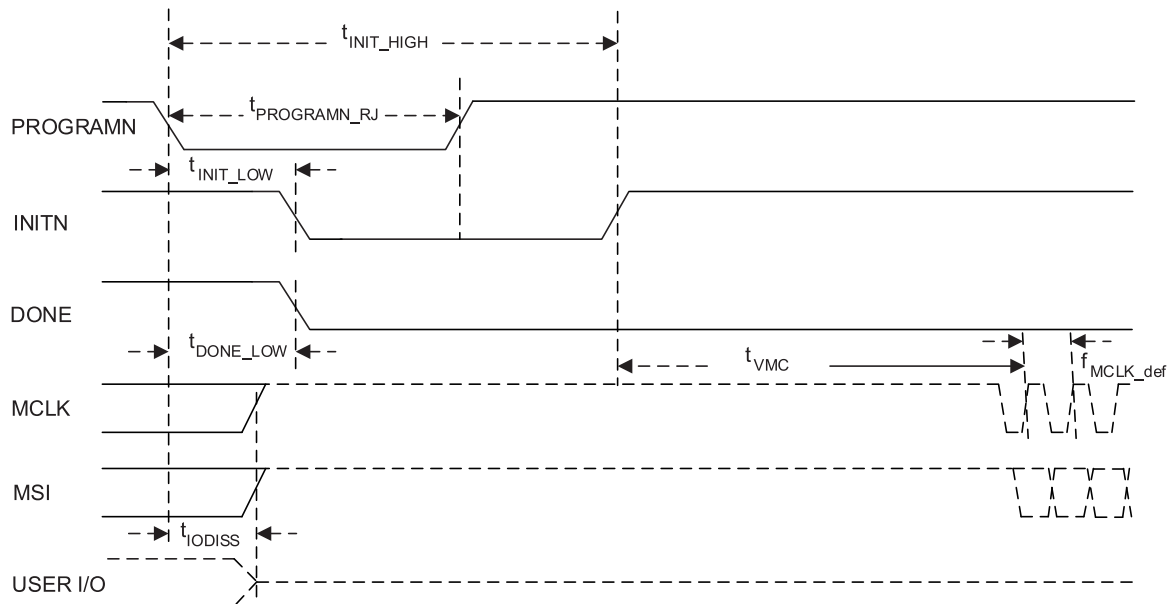 tINIT_HIGH
tPROGRAMN_RJ
PROGRAMN
tINIT_LOW
INITN
DONE
tDONE_LOW
tVMC
fMCLK_def
MCLK
MSI
tIODISS
USER I/O